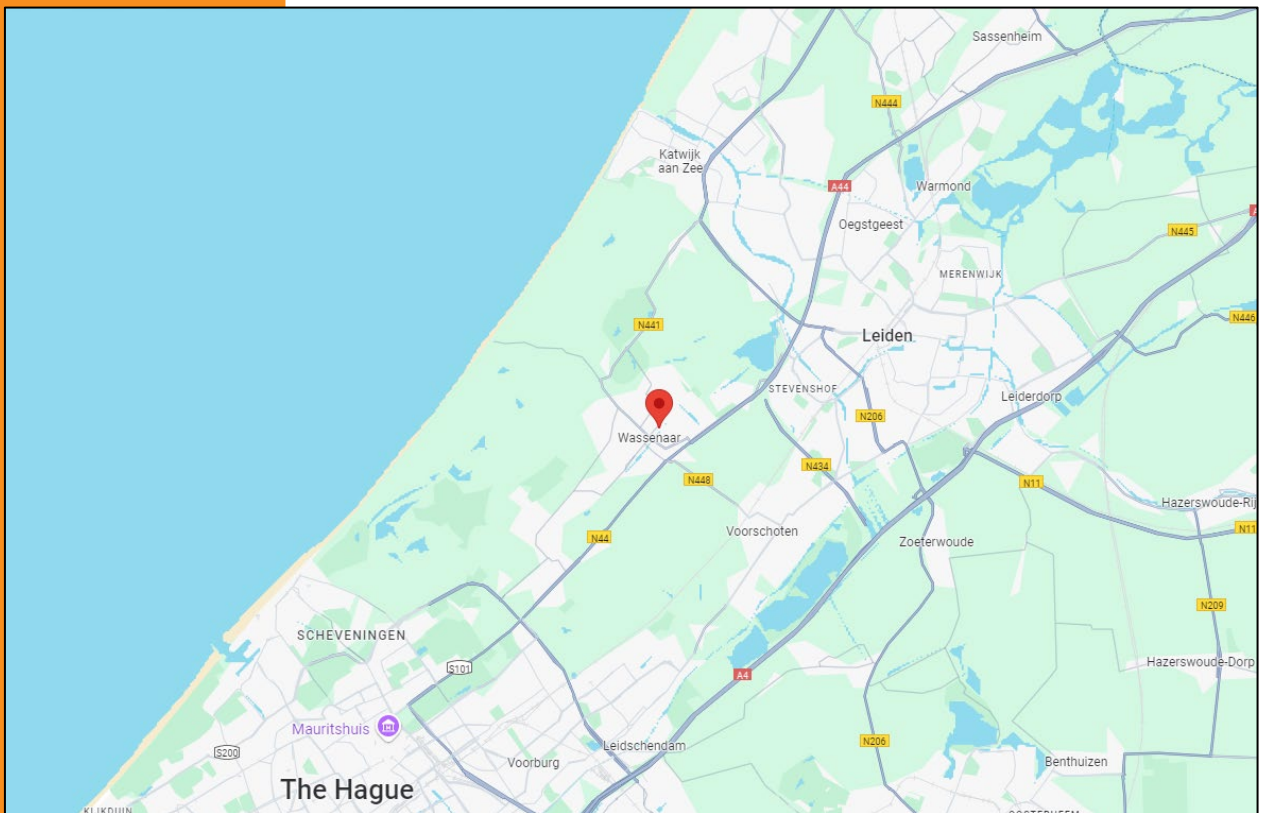 Sassenheim
N444
Katwijk
aan Zee
A44
Warmond
Oegstgeest
N445
MERENWIJK
N441
N446
Leiden
STEVENSHOF
Leiderdorp
N206
Wassenaar
N434
N448
N11
Hazerswoude-Rij
Voorschoten
N11
N44
Zoeterwoude
N209
SCHEVENINGEN
S101
Hazerswoude-Dorp
A4
Mauritshuis
N206
S200
Leidschendam
Voorburg
Benthuizen
The Hague